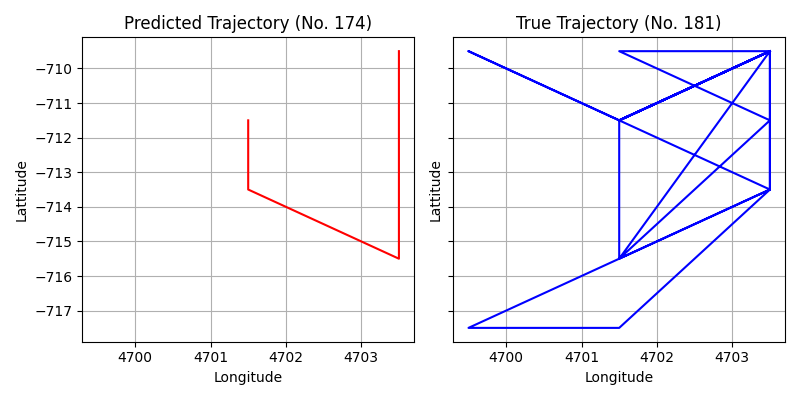 Predicted Trajectory (No. 174)
True Trajectory (No. 181)
Lattitude
−710
−711
−712
−713
−714
−715
−716
−717
4700
4701
4702
4703
Longitude
Lattitude
4700
4701
4702
4703
Longitude